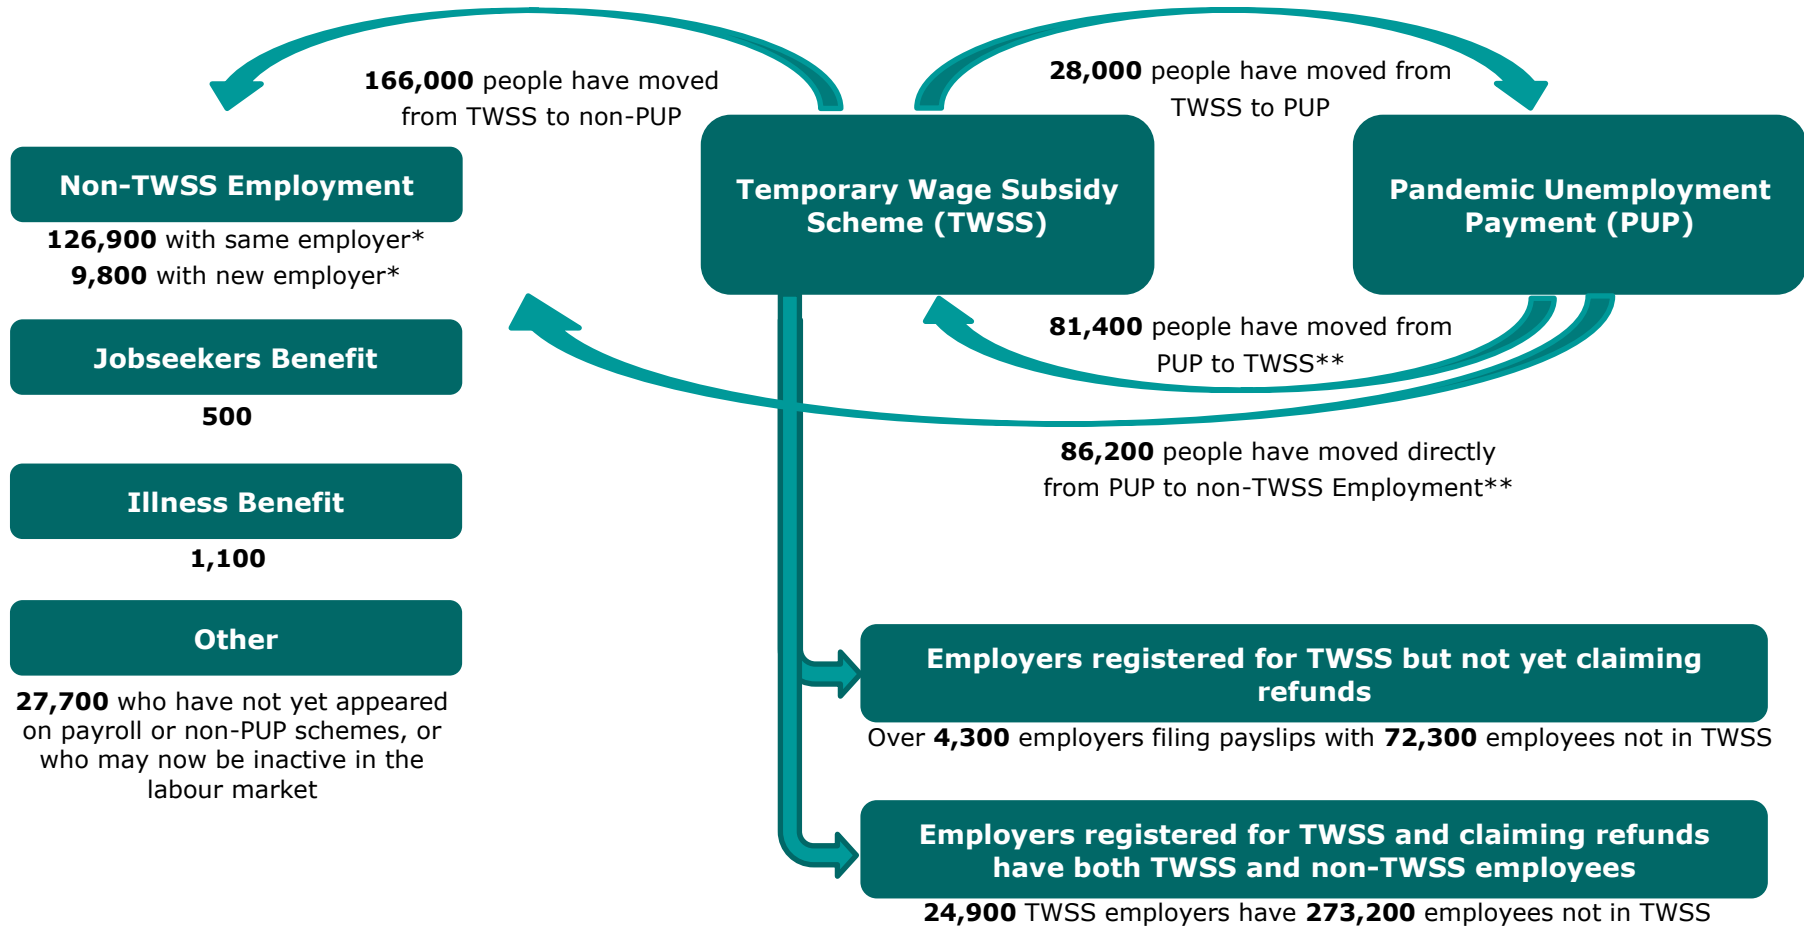 166,000 people have moved
from TWSS to non-PUP
28,000 people have moved from
TWSS to PUP
Non-TWSS Employment
126,900 with same employer*
9,800 with new employer*
Temporary Wage Subsidy
Scheme (TWSS)
Pandemic Unemployment
Payment (PUP)
81,400 people have moved from
PUP to TWSS**
86,200 people have moved directly
from PUP to non-TWSS Employment**
Jobseekers Benefit
500
Illness Benefit
1,100
Other
27,700 who have not yet appeared
on payroll or non-PUP schemes, or
who may now be inactive in the
labour market
Employers registered for TWSS but not yet claiming
refunds
Over 4,300 employers filing payslips with 72,300 employees not in TWSS
Employers registered for TWSS and claiming refunds
have both TWSS and non-TWSS employees
24,900 TWSS employers have 273,200 employees not in TWSS